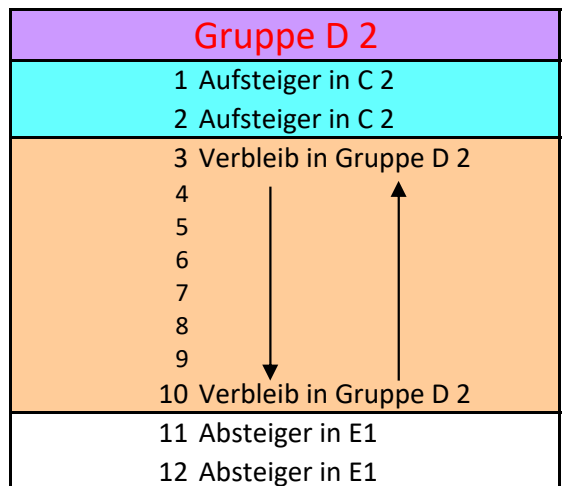 Gruppe D 2
1 Aufsteiger in C 2
2 Aufsteiger in C 2
3 Verbleib in Gruppe D 2
4
5
6
7
8
9
10 Verbleib in Gruppe D 2
11 Absteiger in E1
12 Absteiger in E1